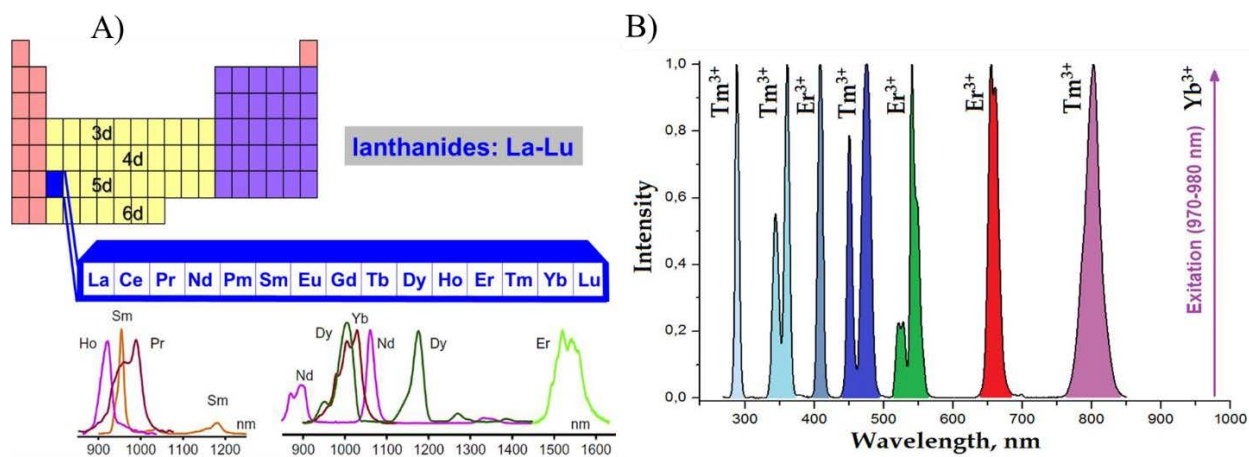 A)
3d
4d
5d
6d
lanthanides: La-Lu
La Ce Pr Nd Pm Sm Eu Gd Tb Dy Ho Er Tm Yb Lu
Ho
Sm
Pr
Sm
nm
900 1000 1100 1200
Nd
Dy
Yb
Nd
Dy
Er
nm
900 1000 1100 1200 1300 1400 1500 1600
B)
Intensity
1,0
0,8
0,6
0,4
0,2
0,0
Tm3+
Tm3+
Er3+
Tm3+
Er3+
Er3+
Tm3+
Yb3+
Exitation (970-980 nm)
300 400 500 600 700 800 900 1000
Wavelength, nm